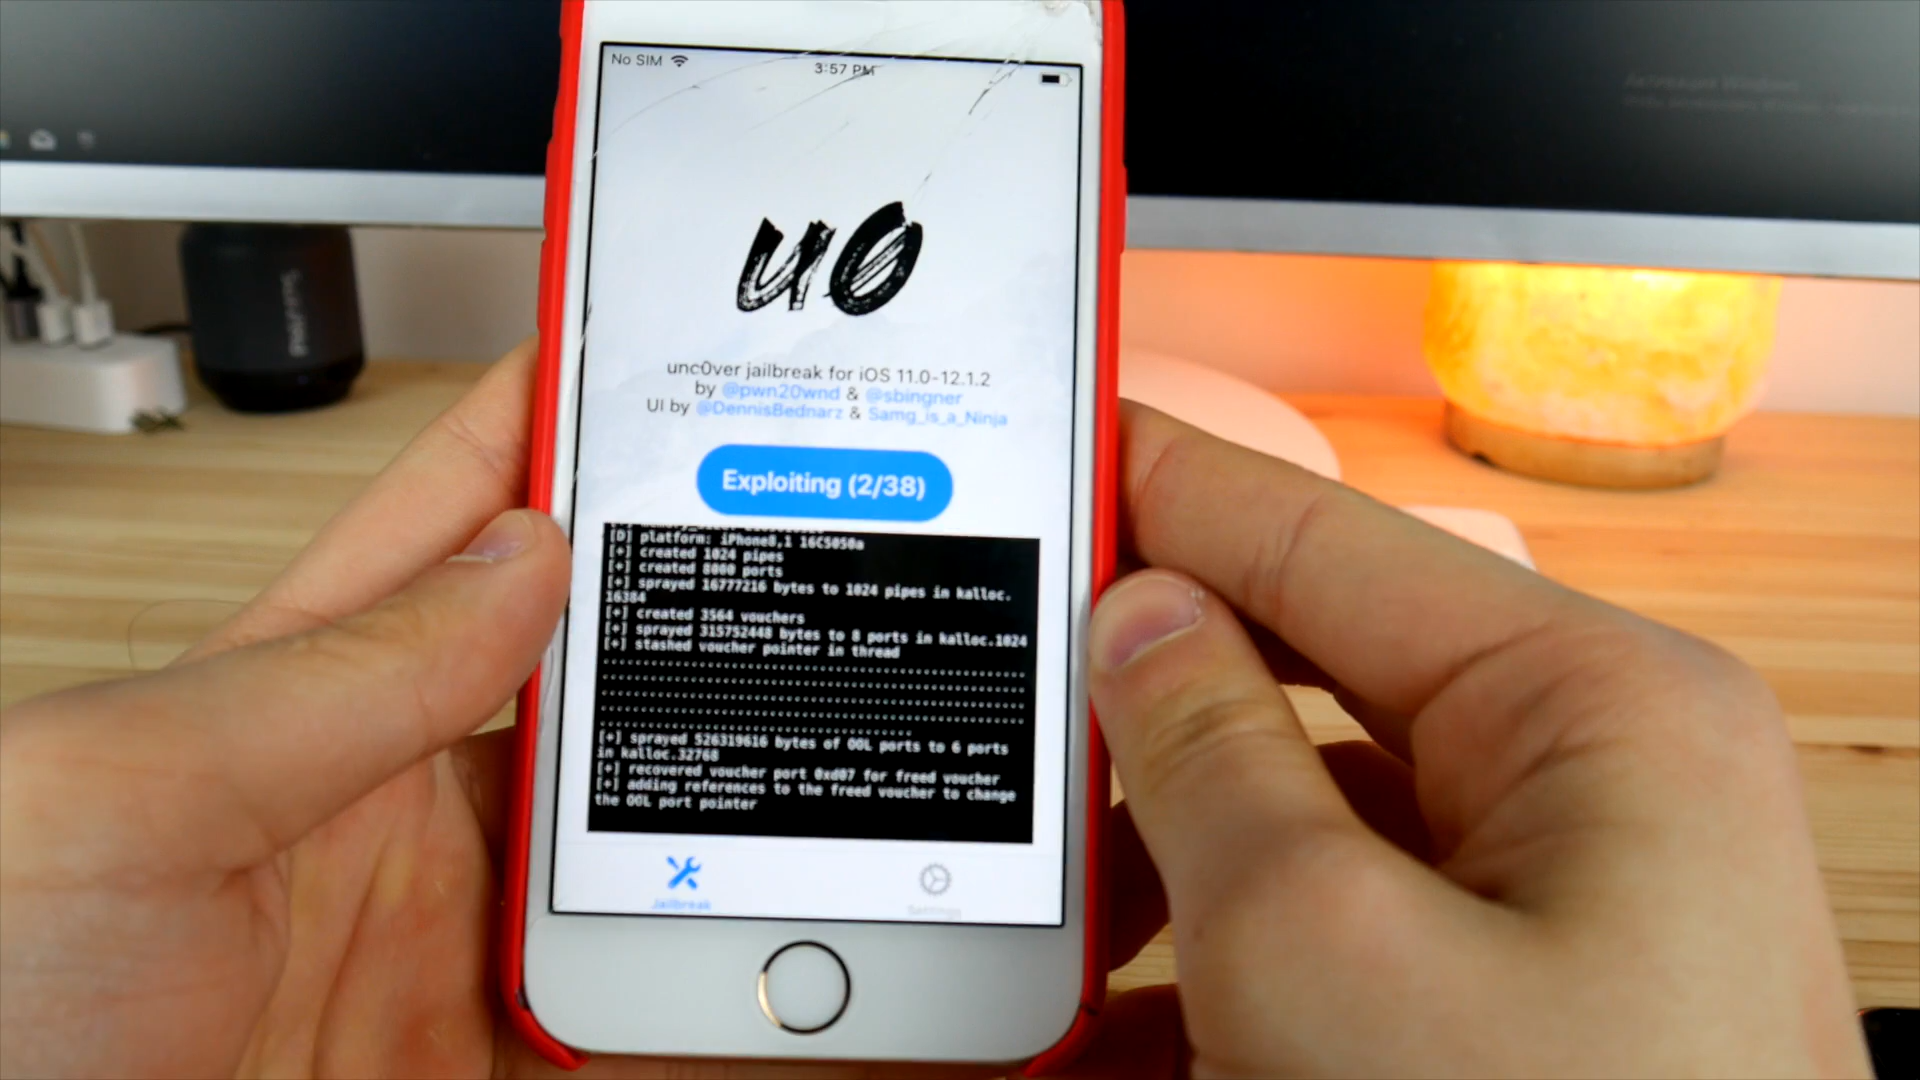 No SIM
3:57 PM
u0
unc0ver jailbreak for iOS 11.0-12.1.2
by @pwn20wnd & @sbingner
UI by @DennisBednarz & Samg_is_a_Ninja
Exploiting (2/38)
[D] platform: iPhone8,1 16C5050a
[+] created 1024 pipes
[+] created 8000 ports
[+] sprayed 16777216 bytes to 1024 pipes in kalloc.
16384
[+] created 3564 vouchers
[+] sprayed 315752448 bytes to 8 ports in kalloc.1024
[+] stashed voucher pointer in thread
[+] sprayed 526319616 bytes of OOL ports to 6 ports
in kalloc.32768
[+] recovered voucher port 0xd07 for freed voucher
[+] adding references to the freed voucher to change
the OOL port pointer
Jailbreak
Settings